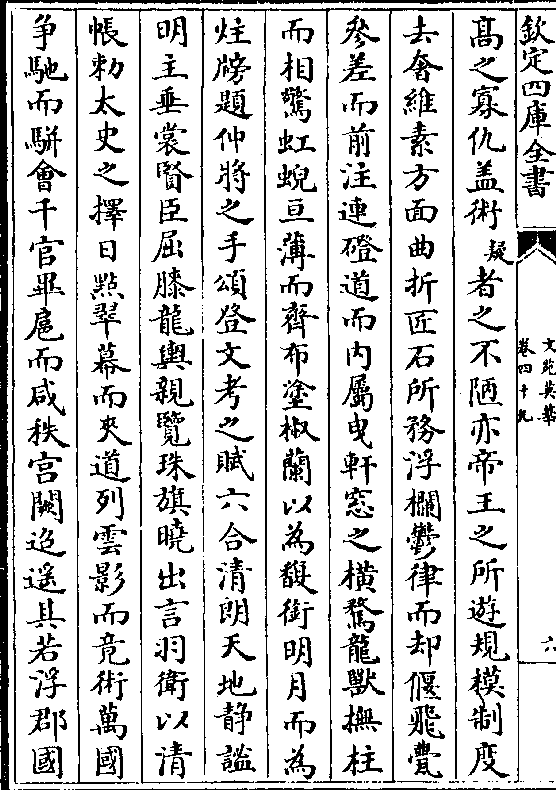 欽定四庫全書
文苑英華
卷四十九
六
髙之寡仇盖術疑者之不陋亦帝王之所遊規模制度
去奢維素方面曲折匠石所務浮欄鬱律而却偃飛甍
參差而前注連磴道而内屬曳軒窓之横騖龍獸撫柱
而相驚虹蜺亘薄而齊布塗椒蘭以為馥銜明月而為
炷牓題仲將之手頌登文考之賦六合清朗天地静謐
明主垂裳賢臣屈膝龍輿親覽珠旗曉出言羽衛以清
帳勅太史之擇日㸃翠幕而夾道列雲影而竟術萬國
争馳而駢會千官畢扈而咸秩宫闕迢遥具若浮郡國